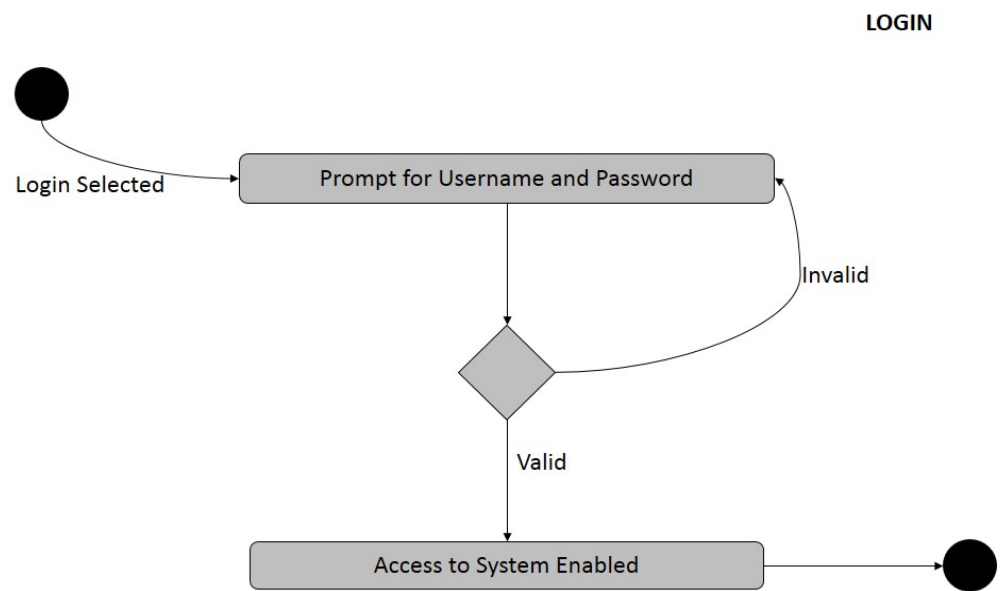 LOGIN
Login Selected
Prompt for Username and Password
Invalid
Valid
Access to System Enabled